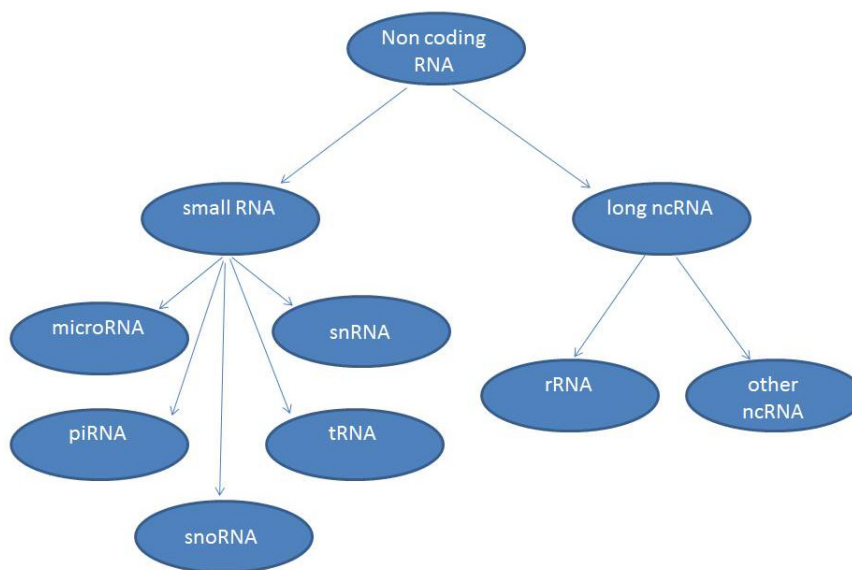 Non coding
RNA
small RNA
long ncRNA
microRNA
snRNA
rRNA
other
ncRNA
piRNA
tRNA
snoRNA